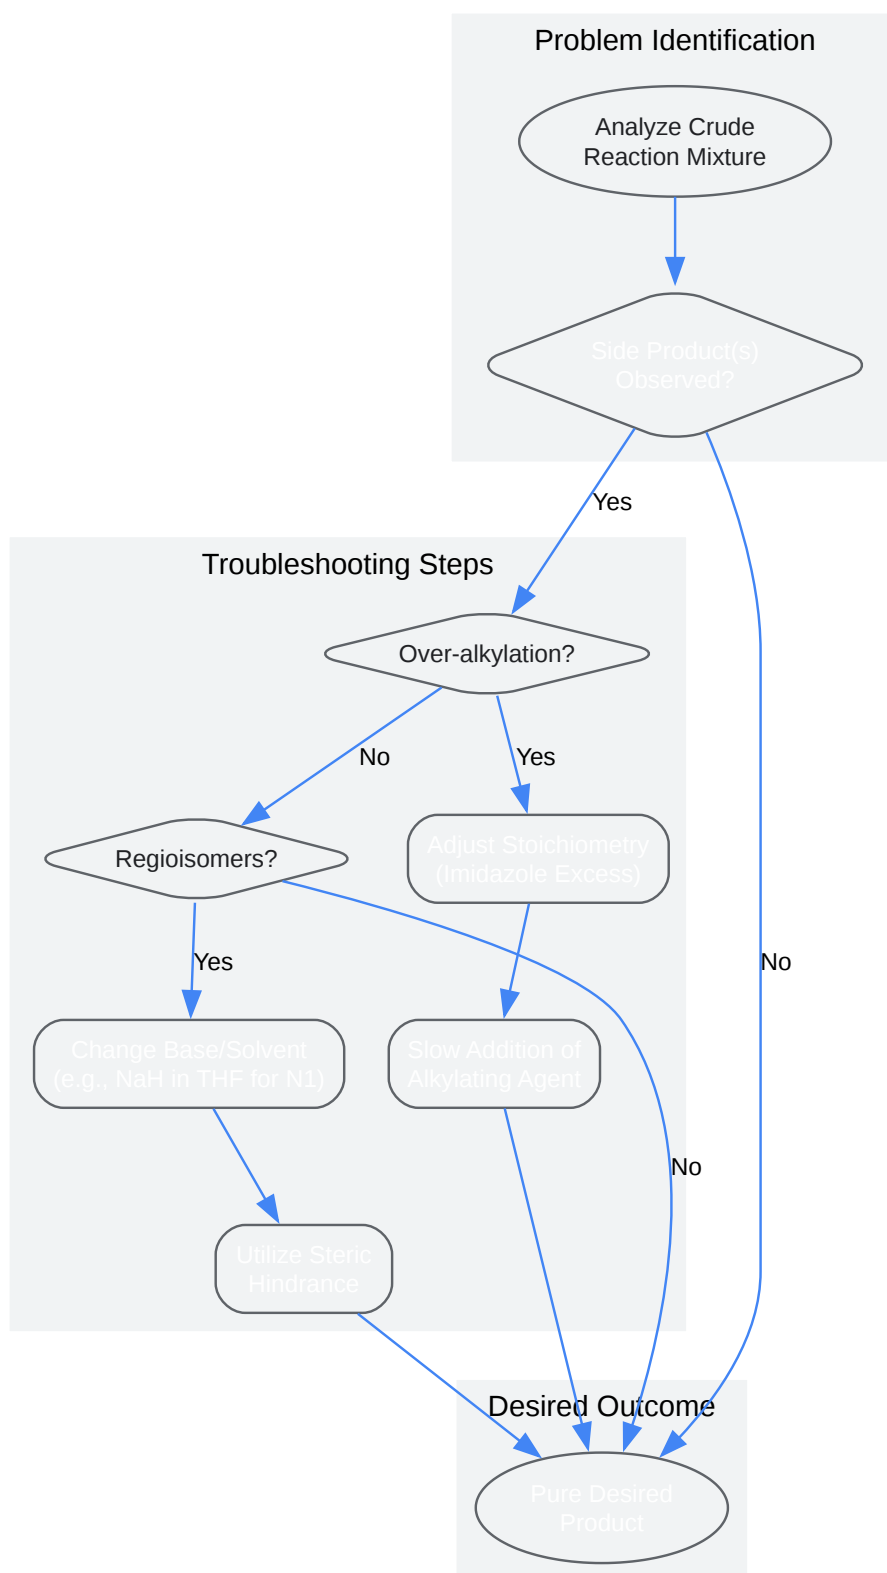 Problem Identification
Analyze Crude
Reaction Mixture
Side Product(s)
Observed?
Yes
Troubleshooting Steps
Over-alkylation?
No
Yes
Regioisomers?
Adjust Stoichiometry
(Imidazole Excess)
Yes
No
Change Base/Solvent
(e.g., NaH in THF for N1)
Slow Addition of
Alkylating Agent
No
Utilize Steric
Hindrance
Desired Outcome
Pure Desired
Product